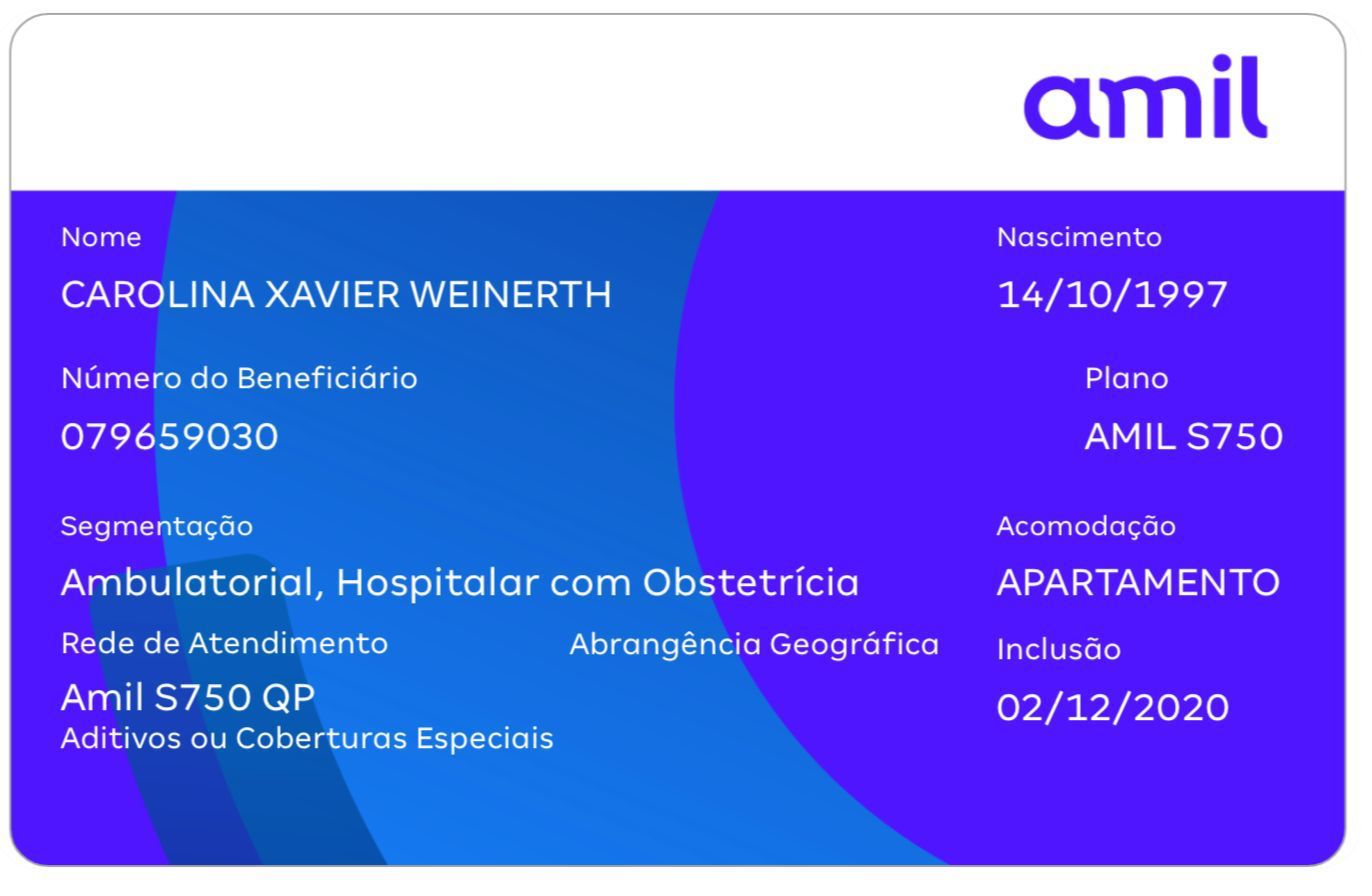 amil
Nome
Nascimento
CAROLINA XAVIER WEINERTH
14/10/1997
Número do Beneficiário
Plano
079659030
AMIL S750
Segmentação
Acomodação
Ambulatorial, Hospitalar com Obstetrícia
APARTAMENTO
Rede de Atendimento
Abrangência Geográfica
Inclusão
Amil S750 QP
02/12/2020
Aditivos ou Coberturas Especiais